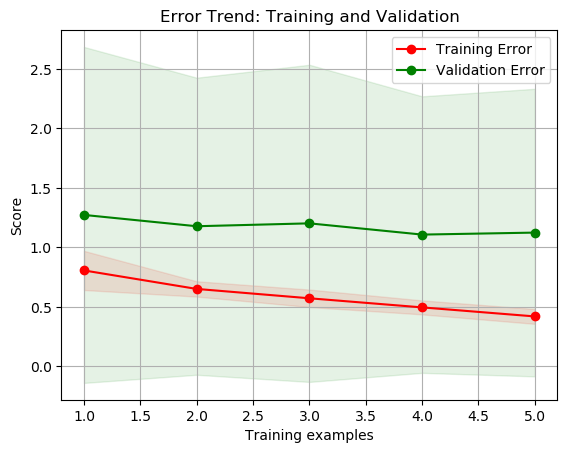 Error Trend: Training and Validation
Training Error
Validation Error
Score
2.5
2.0
1.5
1.0
0.5
0.0
1.0 1.5 2.0 2.5 3.0 3.5 4.0 4.5 5.0
Training examples